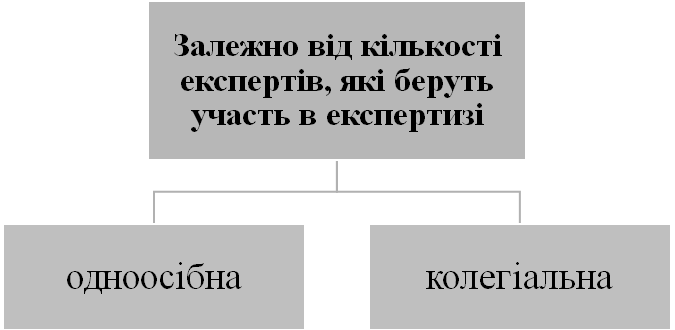 Залежно від кількості
експертів, які беруть
участь в експертизі
одноосібна
колегіальна